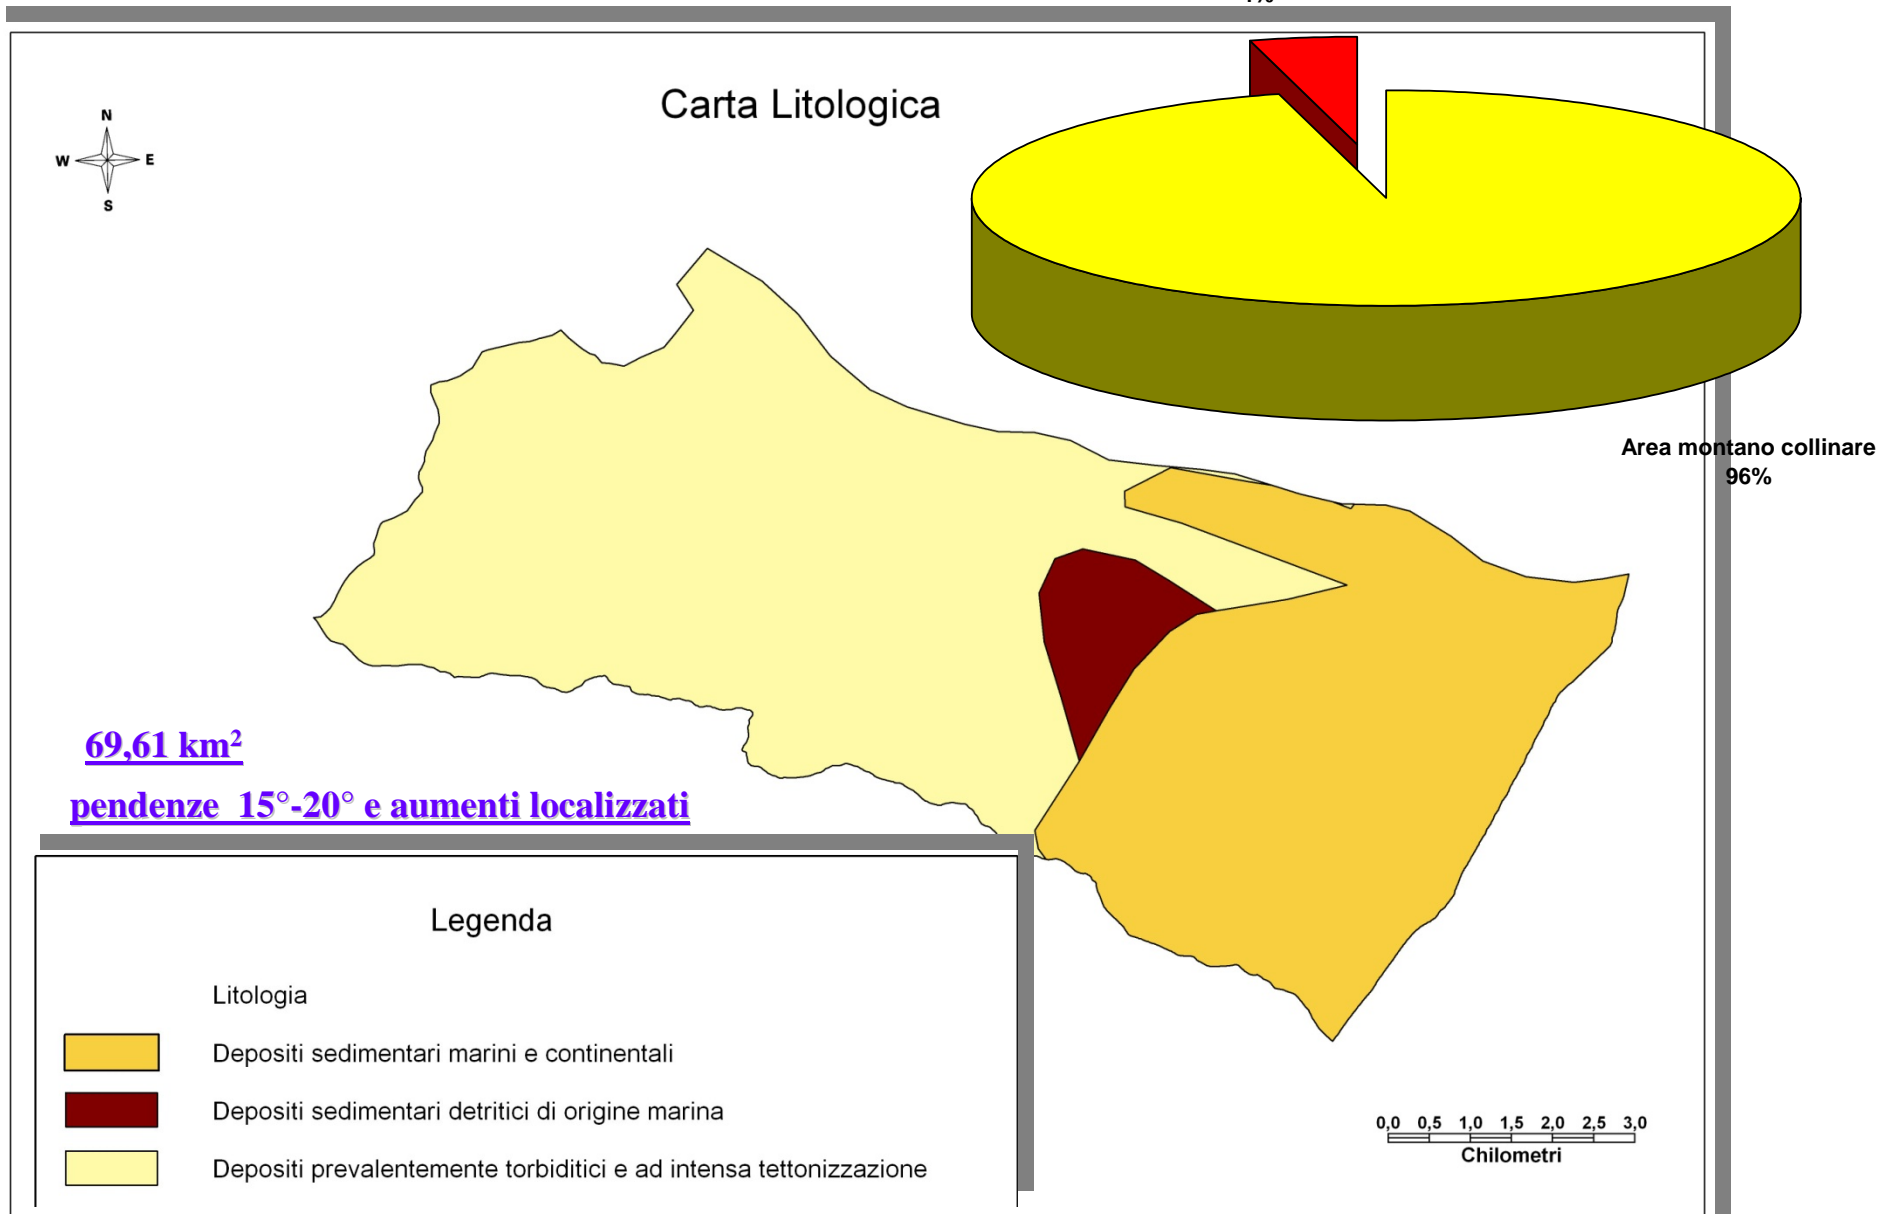 Carta Litologica
N
W E
S
Area montano collinare
96%
69,61 km²
pendenze 15°-20° e aumenti localizzati
Legenda
Litologia
Depositi sedimentari marini e continentali
Depositi sedimentari detritici di origine marina
Depositi prevalentemente torbiditici e ad intensa tettonizzazione
0,0 0,5 1,0 1,5 2,0 2,5 3,0
Chilometri